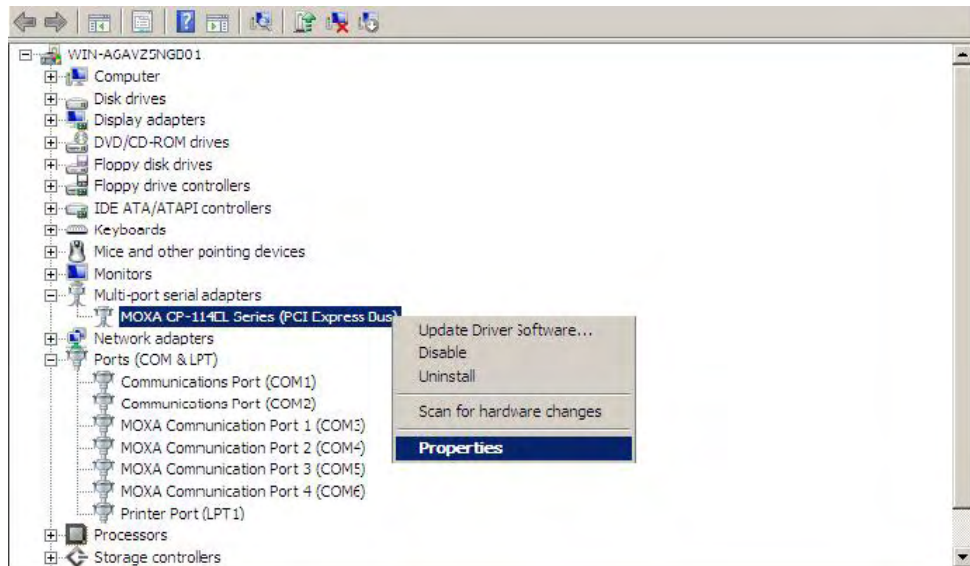 WIN-AGAVZ5NGD01
Computer
Disk drives
Display adapters
DVD/CD-ROM drives
Floppy disk drives
Floppy drive controllers
IDE ATA/ATAPI controllers
Keyboards
Mice and other pointing devices
Monitors
Multi-port serial adapters
MOXA CP-114EL Series (PCI Express Bus)
Network adapters
Ports (COM & LPT)
Communications Port (COM1)
Communications Port (COM2)
MOXA Communication Port 1 (COM3)
MOXA Communication Port 2 (COM4)
MOXA Communication Port 3 (COM5)
MOXA Communication Port 4 (COM6)
Printer Port (LPT1)
Processors
Storage controllers
Update Driver Software...
Disable
Uninstall
Scan for hardware changes
Properties